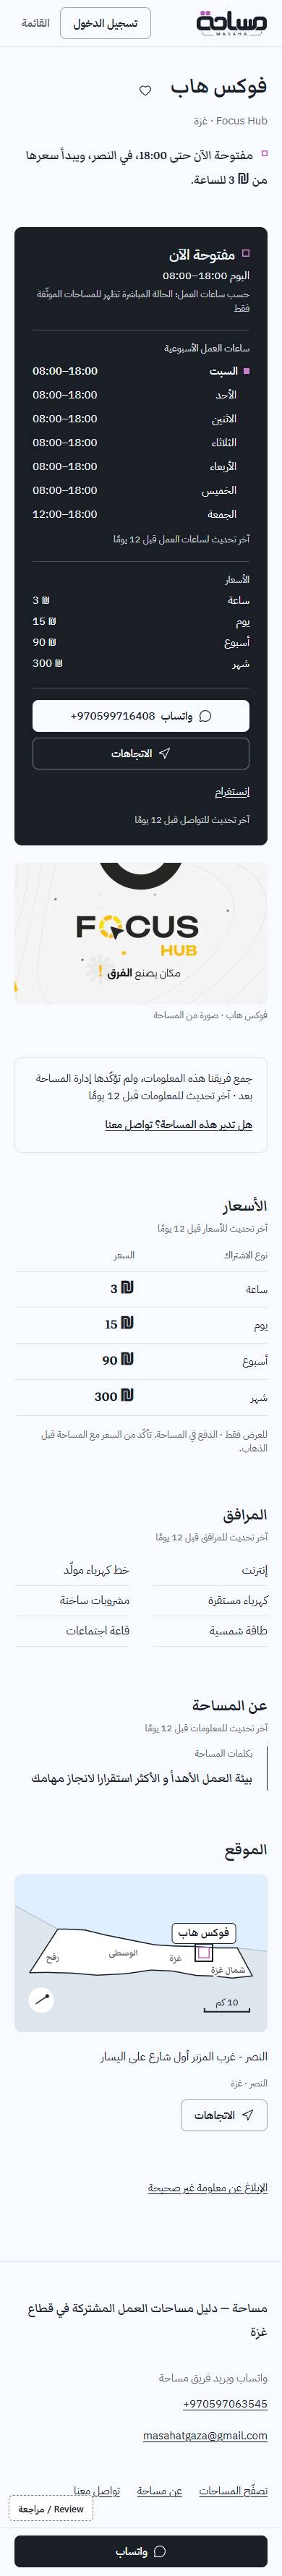 مساحة
MASAHA
تسجيل الدخول
القائمة
فوكس هاب
Focus Hub · غزة
مفتوحة الآن حتى 18:00، في النصر، ويبدأ سعرها
من ₪ 3 للساعة.
مفتوحة الآن
اليوم 18:00–08:00
حسب ساعات العمل؛ الحالة المباشرة تظهر للمساحات الموثّقة
فقط
ساعات العمل الأسبوعية
السبت 08:00–18:00
الأحد 08:00–18:00
الاثنين 08:00–18:00
الثلاثاء 08:00–18:00
الأربعاء 08:00–18:00
الخميس 08:00–18:00
الجمعة 12:00–18:00
آخر تحديث لساعات العمل قبل 12 يومًا
الأسعار
ساعة 3 ₪
يوم 15 ₪
أسبوع 90 ₪
شهر 300 ₪
واتساب +970599716408
الاتجاهات
إنستغرام
آخر تحديث للتواصل قبل 12 يومًا
FOCUS
HUB
مكان يصنع الفرق !
فوكس هاب · صورة من المساحة
جمع فريقنا هذه المعلومات، ولم تؤكّدها إدارة المساحة
بعد · آخر تحديث للمعلومات قبل 12 يومًا
هل تدير هذه المساحة؟ تواصل معنا
الأسعار
آخر تحديث للأسعار قبل 12 يومًا
نوع الاشتراك السعر
ساعة ₪ 3
يوم ₪ 15
أسبوع ₪ 90
شهر ₪ 300
للعرض فقط · الدفع في المساحة. تأكّد من السعر مع المساحة قبل
الذهاب.
المرافق
آخر تحديث للمرافق قبل 12 يومًا
إنترنت خط كهرباء مولّد
كهرباء مستقرة مشروبات ساخنة
طاقة شمسية قاعة اجتماعات
عن المساحة
آخر تحديث للمعلومات قبل 12 يومًا
بكلمات المساحة
بيئة العمل الأهدأ و الأكثر استقرارا لانجاز مهامك
الموقع
فوكس هاب
شمال غزة
غزة
الوسطى
رفح
10 كم
النصر - غرب المزنر أول شارع على اليسار
النصر · غزة
الاتجاهات
الإبلاغ عن معلومة غير صحيحة
مساحة — دليل مساحات العمل المشتركة في قطاع
غزة
واتساب وبريد فريق مساحة
+970597063545
masahatgaza@gmail.com
تصفّح المساحات عن مساحة تواصل معنا
Review / مراجعة
واتساب